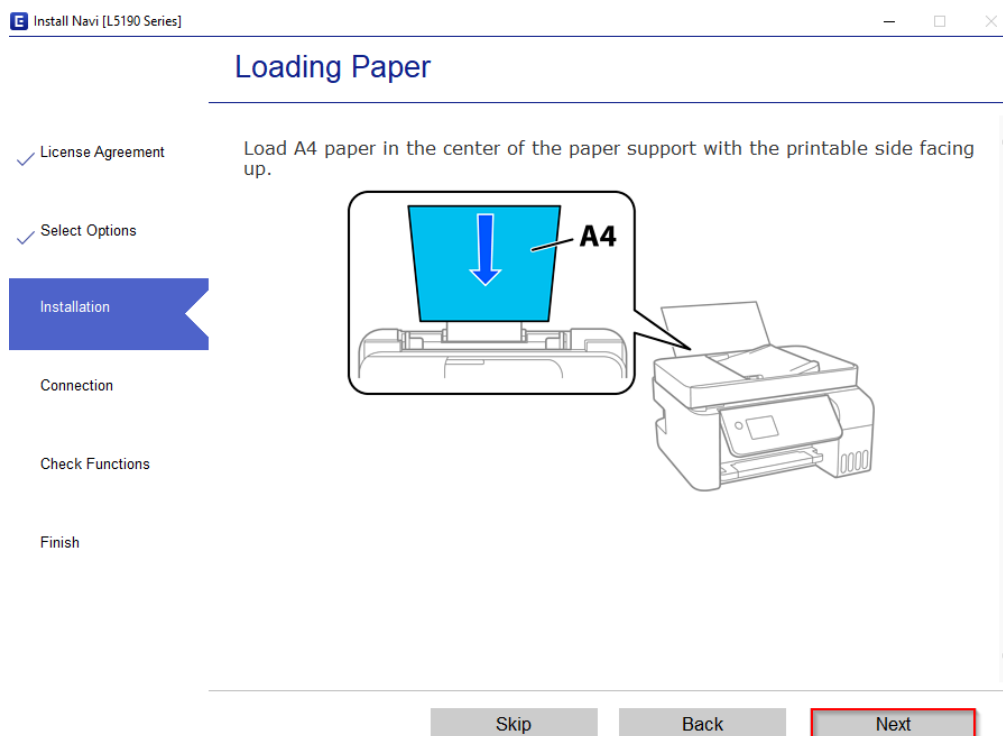 E Install Navi [L5190 Series]
Loading Paper
License Agreement
Select Options
Installation
Connection
Check Functions
Finish
Load A4 paper in the center of the paper support with the printable side facing
up.
A4
Skip Back Next